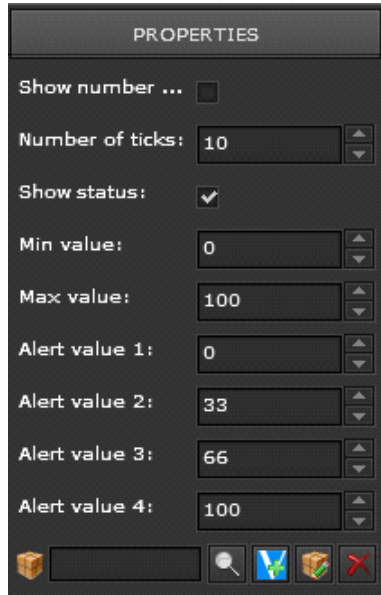 PROPERTIES
Show number ...
Number of ticks: 10
Show status:
Min value: 0
Max value: 100
Alert value 1: 0
Alert value 2: 33
Alert value 3: 66
Alert value 4: 100